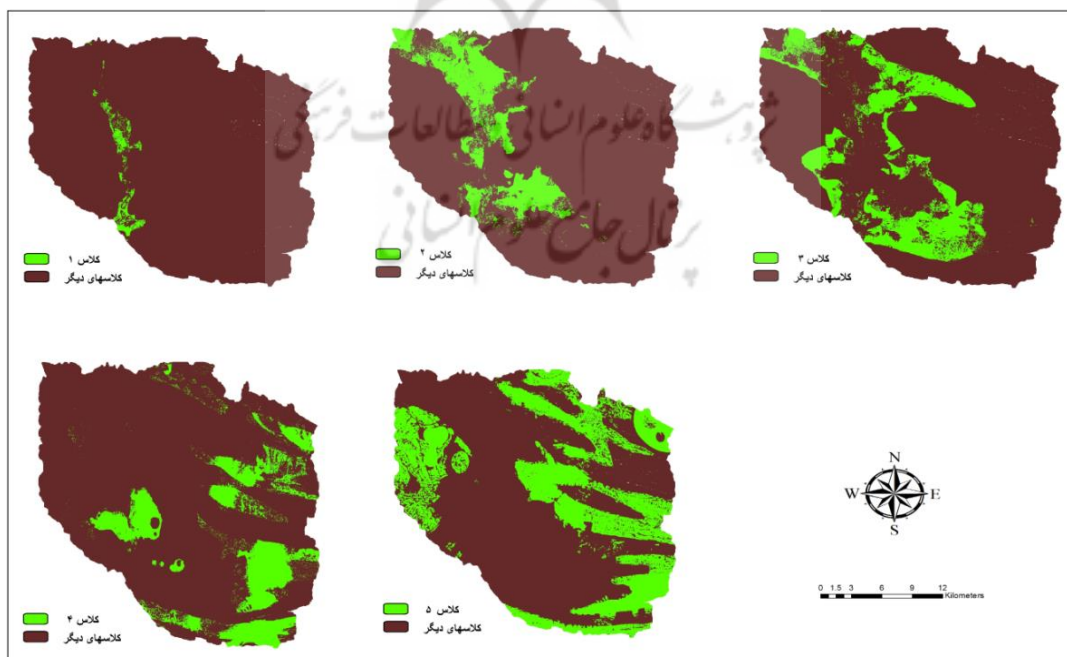 پژوهشگاه علوم انسانی و مطالعات فرهنگی
پرتال جامع علوم انسانی
کلاس ۱
کلاسهای دیگر
کلاس ۲
کلاسهای دیگر
کلاس ۳
کلاسهای دیگر
کلاس ۴
کلاسهای دیگر
کلاس ۵
کلاسهای دیگر
N
W E
S
0 1.5 3 6 9 12
Kilometers